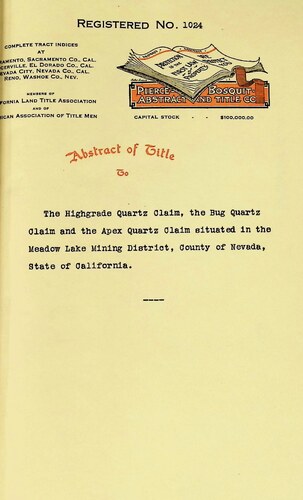 REGISTERED NO. 1024
COMPLETE TRACT INDICES
AT
AMENTO, SACRAMENTO CO., CAL.
CERVILLE, EL DORADO CO., CAL.
EVADA CITY, NEVADA CO., CAL.
RENO, WASHOE CO., NEV.
MEMBERS OF
FORNIA LAND TITLE ASSOCIATION
AND OF
ICAN ASSOCIATION OF TITLE MEN
PIERCE-BOSQUIT
ABSTRACT AND TITLE CO
CAPITAL STOCK - - $100,000.00
Abstract of Title
To
The Highgrade Quartz Claim, the Bug Quartz
Claim and the Apex Quartz Claim situated in the
Meadow Lake Mining District, County of Nevada,
State of California.